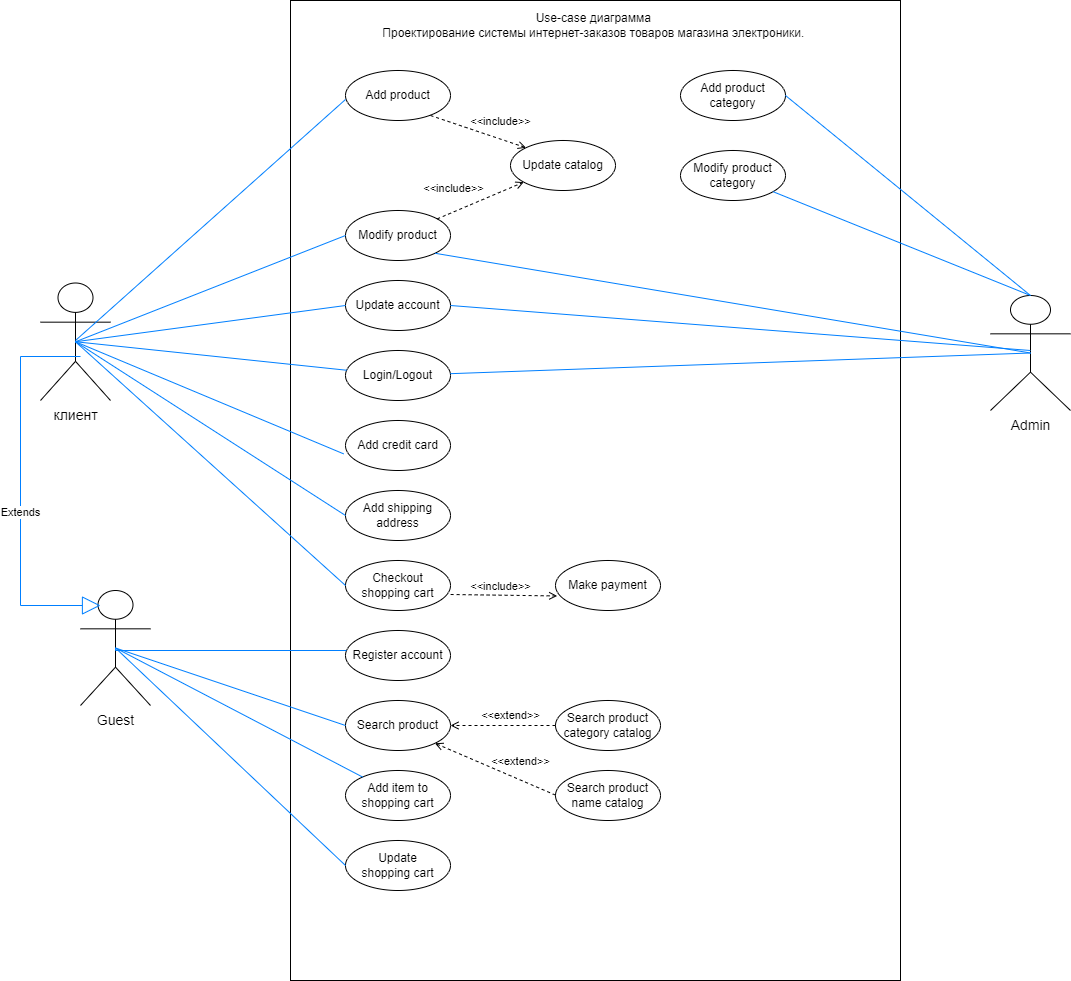 Use-case диаграмма
Проектирование системы интернет-заказов товаров магазина электроники.
Add product
Add product
category
<<include>>
Update catalog
Modify product
category
<<include>>
Modify product
Update account
Login/Logout
клиент
Admin
Add credit card
Add shipping
address
Extends
Checkout
shopping cart
<<include>>
Make payment
Register account
Guest
Search product
<<extend>>
Search product
category catalog
<<extend>>
Add item to
shopping cart
Search product
name catalog
Update
shopping cart